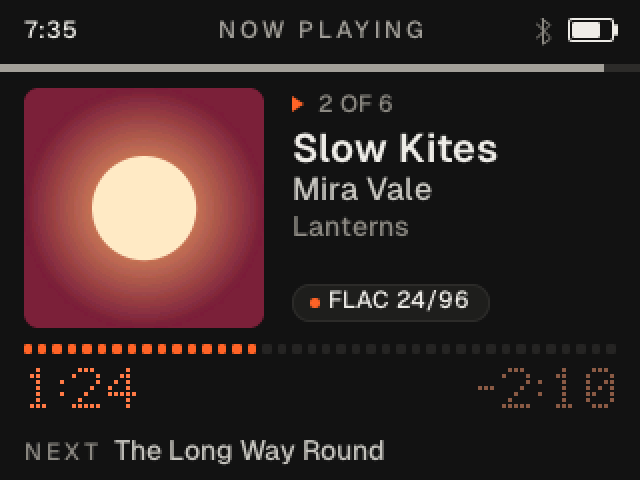 7:35 NOW PLAYING
2 OF 6
Slow Kites
Mira Vale
Lanterns
FLAC 24/96
1:24 -2:10
NEXT The Long Way Round